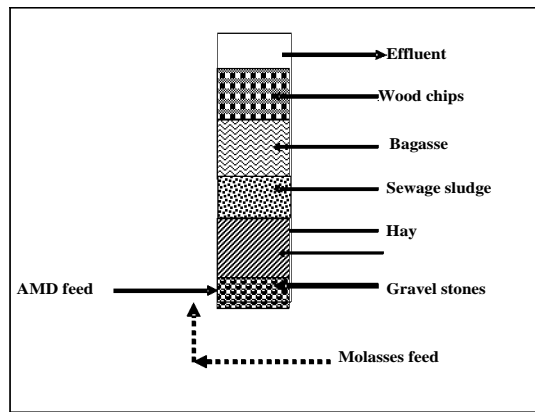 Effluent
Wood chips
Bagasse
Sewage sludge
Hay
AMD feed
Gravel stones
Molasses feed